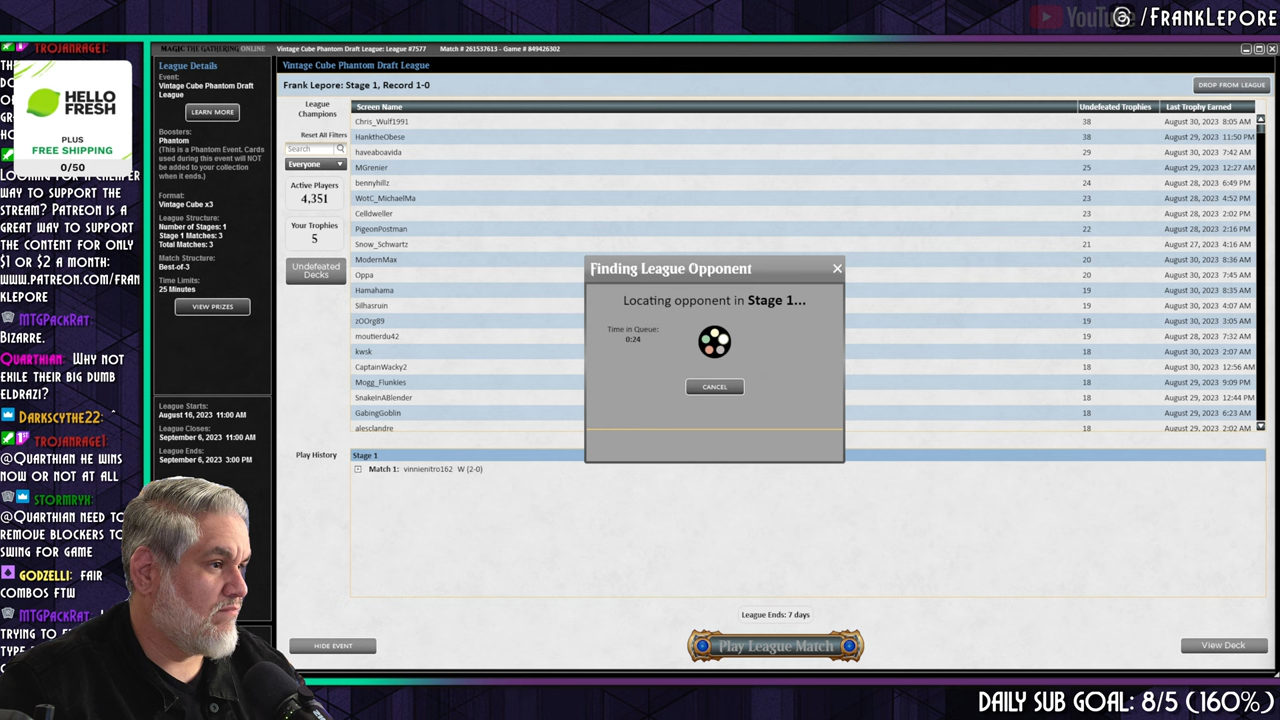 YouTube /FRANKLEPORE
TROJANRAGE1:
HELLO
FRESH
PLUS
FREE SHIPPING
0/50
LOOKING FOR A CHEAPER
WAY TO SUPPORT THE
STREAM? PATREON IS A
GREAT WAY TO SUPPORT
THE CONTENT FOR ONLY
$1 OR $2 A MONTH:
WWW.PATREON.COM/FRAN
KLEPORE
MTGPACKRAT:
BIZARRE.
QUARTHIAN: WHY NOT
EXILE THEIR BIG DUMB
ELDRAZI?
DARKSCYTHE22: ^
TROJANRAGE1:
@QUARTHIAN HE WINS
NOW OR NOT AT ALL
STORMRYH:
@QUARTHIAN NEED TO
REMOVE BLOCKERS TO
SWING FOR GAME
GODZELLI: FAIR
COMBOS FTW
MTGPACKRAT:
TRYING TO
TYPE
MAGIC THE GATHERING ONLINE
Vintage Cube Phantom Draft League: League #7577
Match # 261537613 - Game # 849426302
League Details
Event:
Vintage Cube Phantom Draft
League
LEARN MORE
Boosters:
Phantom
(This is a Phantom Event. Cards
used during this event will NOT
be added to your collection
when it ends.)
Format:
Vintage Cube x3
League Structure:
Number of Stages: 1
Stage 1 Matches: 3
Total Matches: 3
Match Structure:
Best-of-3
Time Limits:
25 Minutes
VIEW PRIZES
League Starts:
August 16, 2023 11:00 AM
League Closes:
September 6, 2023 11:00 AM
League Ends:
September 6, 2023 3:00 PM
Vintage Cube Phantom Draft League
Frank Lepore: Stage 1, Record 1-0
DROP FROM LEAGUE
League
Champions
Reset All Filters
Search
Everyone
Active Players
4,351
Your Trophies
5
Undefeated
Decks
Screen Name Undefeated Trophies Last Trophy Earned
Chris_Wulf1991 38 August 30, 2023 8:05 AM
HanktheObese 38 August 29, 2023 11:50 PM
haveaboavida 29 August 30, 2023 7:42 AM
MGrenier 25 August 29, 2023 12:27 AM
bennyhillz 24 August 28, 2023 6:49 PM
WotC_MichaelMa 23 August 28, 2023 4:52 PM
Celldweller 23 August 28, 2023 2:02 PM
PigeonPostman 22 August 28, 2023 2:16 PM
Snow_Schwartz 21 August 27, 2023 4:16 AM
ModernMax 20 August 30, 2023 8:36 AM
Oppa 20 August 30, 2023 7:45 AM
Hamahama 19 August 30, 2023 8:35 AM
Silhasruin 19 August 30, 2023 4:07 AM
zOOrg89 19 August 30, 2023 3:05 AM
moutierdu42 19 August 28, 2023 7:32 AM
kwsk 18 August 30, 2023 2:07 AM
CaptainWacky2 18 August 30, 2023 12:56 AM
Mogg_Flunkies 18 August 29, 2023 9:09 PM
SnakeInABlender 18 August 29, 2023 12:44 PM
GabingGoblin 18 August 29, 2023 6:23 AM
alesclandre 18 August 29, 2023 2:02 AM
Finding League Opponent
Locating opponent in Stage 1...
Time in Queue:
0:24
CANCEL
Play History
Stage 1
Match 1: vinnienitro162 W (2-0)
League Ends: 7 days
HIDE EVENT
Play League Match
View Deck
DAILY SUB GOAL: 8/5 (160%)